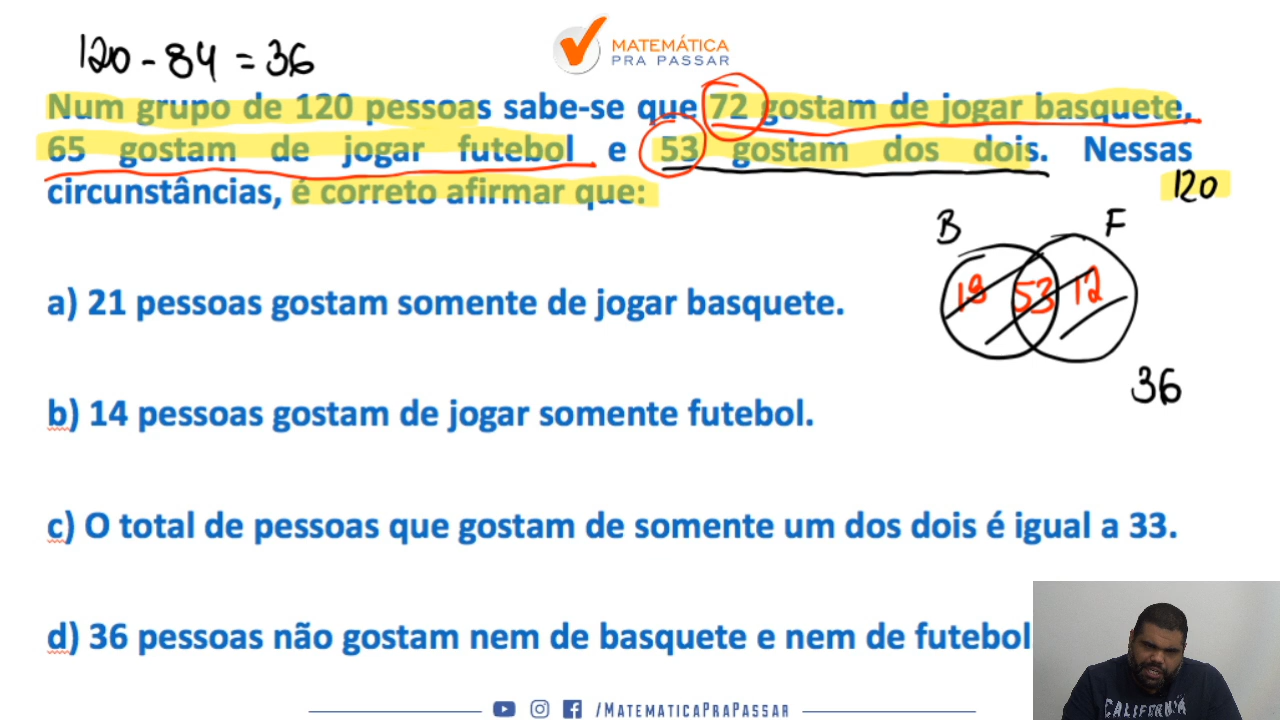 120 - 84 = 36
MATEMÁTICA
PRA PASSAR
Num grupo de 120 pessoas sabe-se que 72 gostam de jogar basquete,
65 gostam de jogar futebol e 53 gostam dos dois. Nessas
circunstâncias, é correto afirmar que:
120
B F
18 53 12
36
a) 21 pessoas gostam somente de jogar basquete.
b) 14 pessoas gostam de jogar somente futebol.
c) O total de pessoas que gostam de somente um dos dois é igual a 33.
d) 36 pessoas não gostam nem de basquete e nem de futebol
CALIFORNIA
/MATEMATICAPRAPASSAR